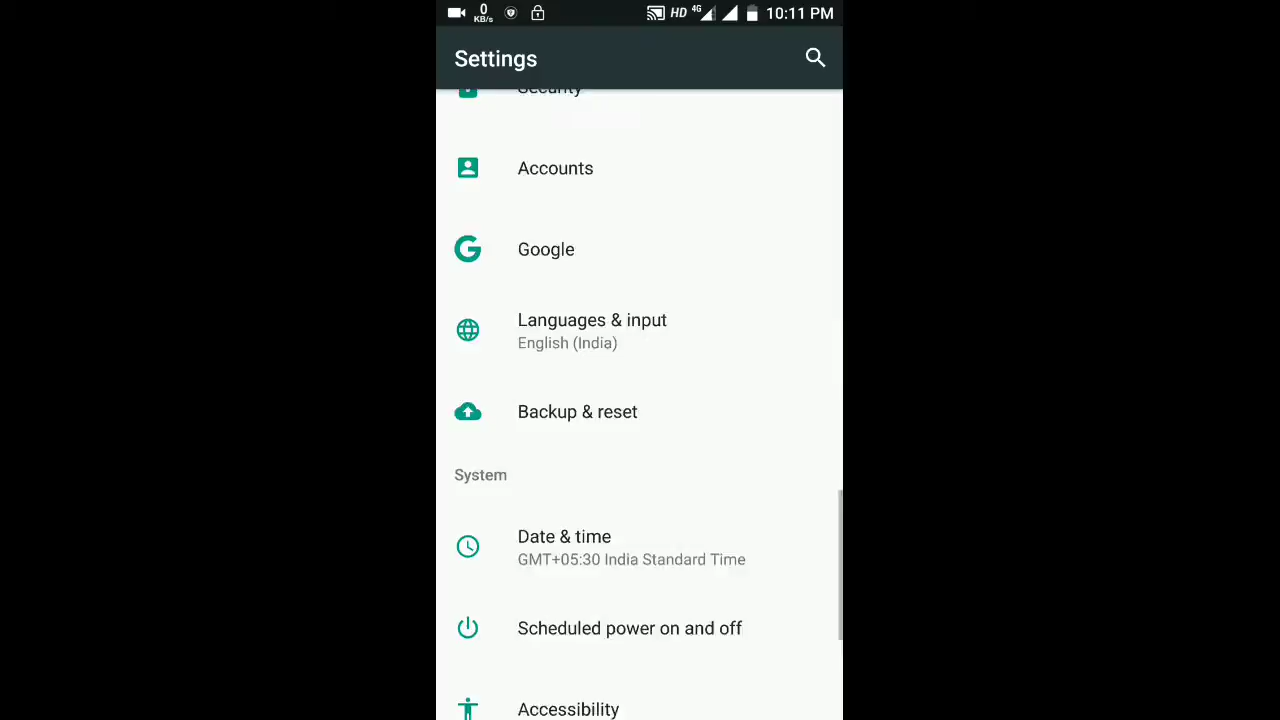 0
KB/s
HD 4G 10:11 PM
Settings
Security
Accounts
Google
Languages & input
English (India)
Backup & reset
System
Date & time
GMT+05:30 India Standard Time
Scheduled power on and off
Accessibility